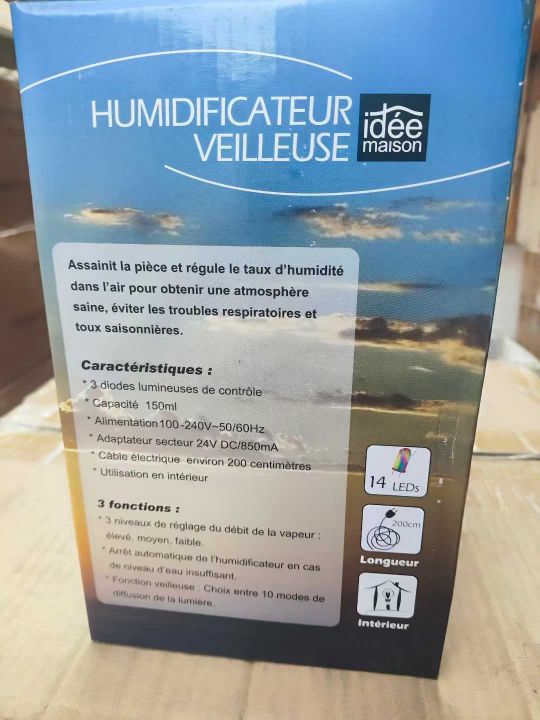 HUMIDIFICATEUR
VEILLEUSE
idée
maison
Assainit la pièce et régule le taux d'humidité
dans l'air pour obtenir une atmosphère
saine, éviter les troubles respiratoires et
toux saisonnières.
Caractéristiques :
* 3 diodes lumineuses de contrôle
* Capacité 150ml
* Alimentation 100-240V~50/60Hz
* Adaptateur secteur 24V DC/850mA
* Câble électrique environ 200 centimètres
* Utilisation en intérieur
3 fonctions :
* 3 niveaux de réglage du débit de la vapeur :
élevé, moyen, faible.
* Arrêt automatique de l'humidificateur en cas
de niveau d'eau insuffisant.
* Fonction veilleuse : Choix entre 10 modes de
diffusion de la lumière.
14 LEDs
200cm
Longueur
Intérieur